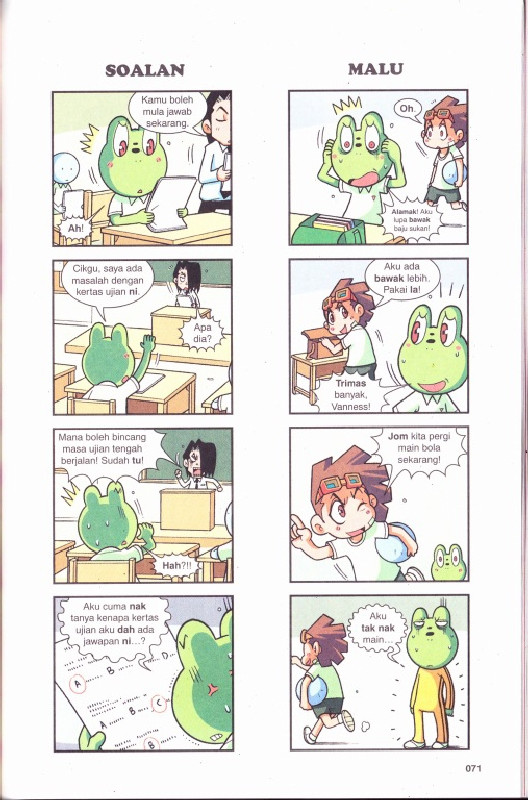 SOALAN
Kamu boleh
mula jawab
sekarang.
Ah!
Cikgu, saya ada
masalah dengan
kertas ujian ni.
Apa
dia?
Mana boleh bincang
masa ujian tengah
berjalan! Sudah tu!
Hah?!!
Aku cuma nak
tanya kenapa kertas
ujian aku dah ada
jawapan ni...?
A
B
D
A
B
C
B
MALU
Oh.
Alamak! Aku
lupa bawak
baju sukan!
Aku ada
bawak lebih.
Pakai la!
Trimas
banyak,
Vanness!
Jom kita pergi
main bola
sekarang!
Aku
tak nak
main...
071